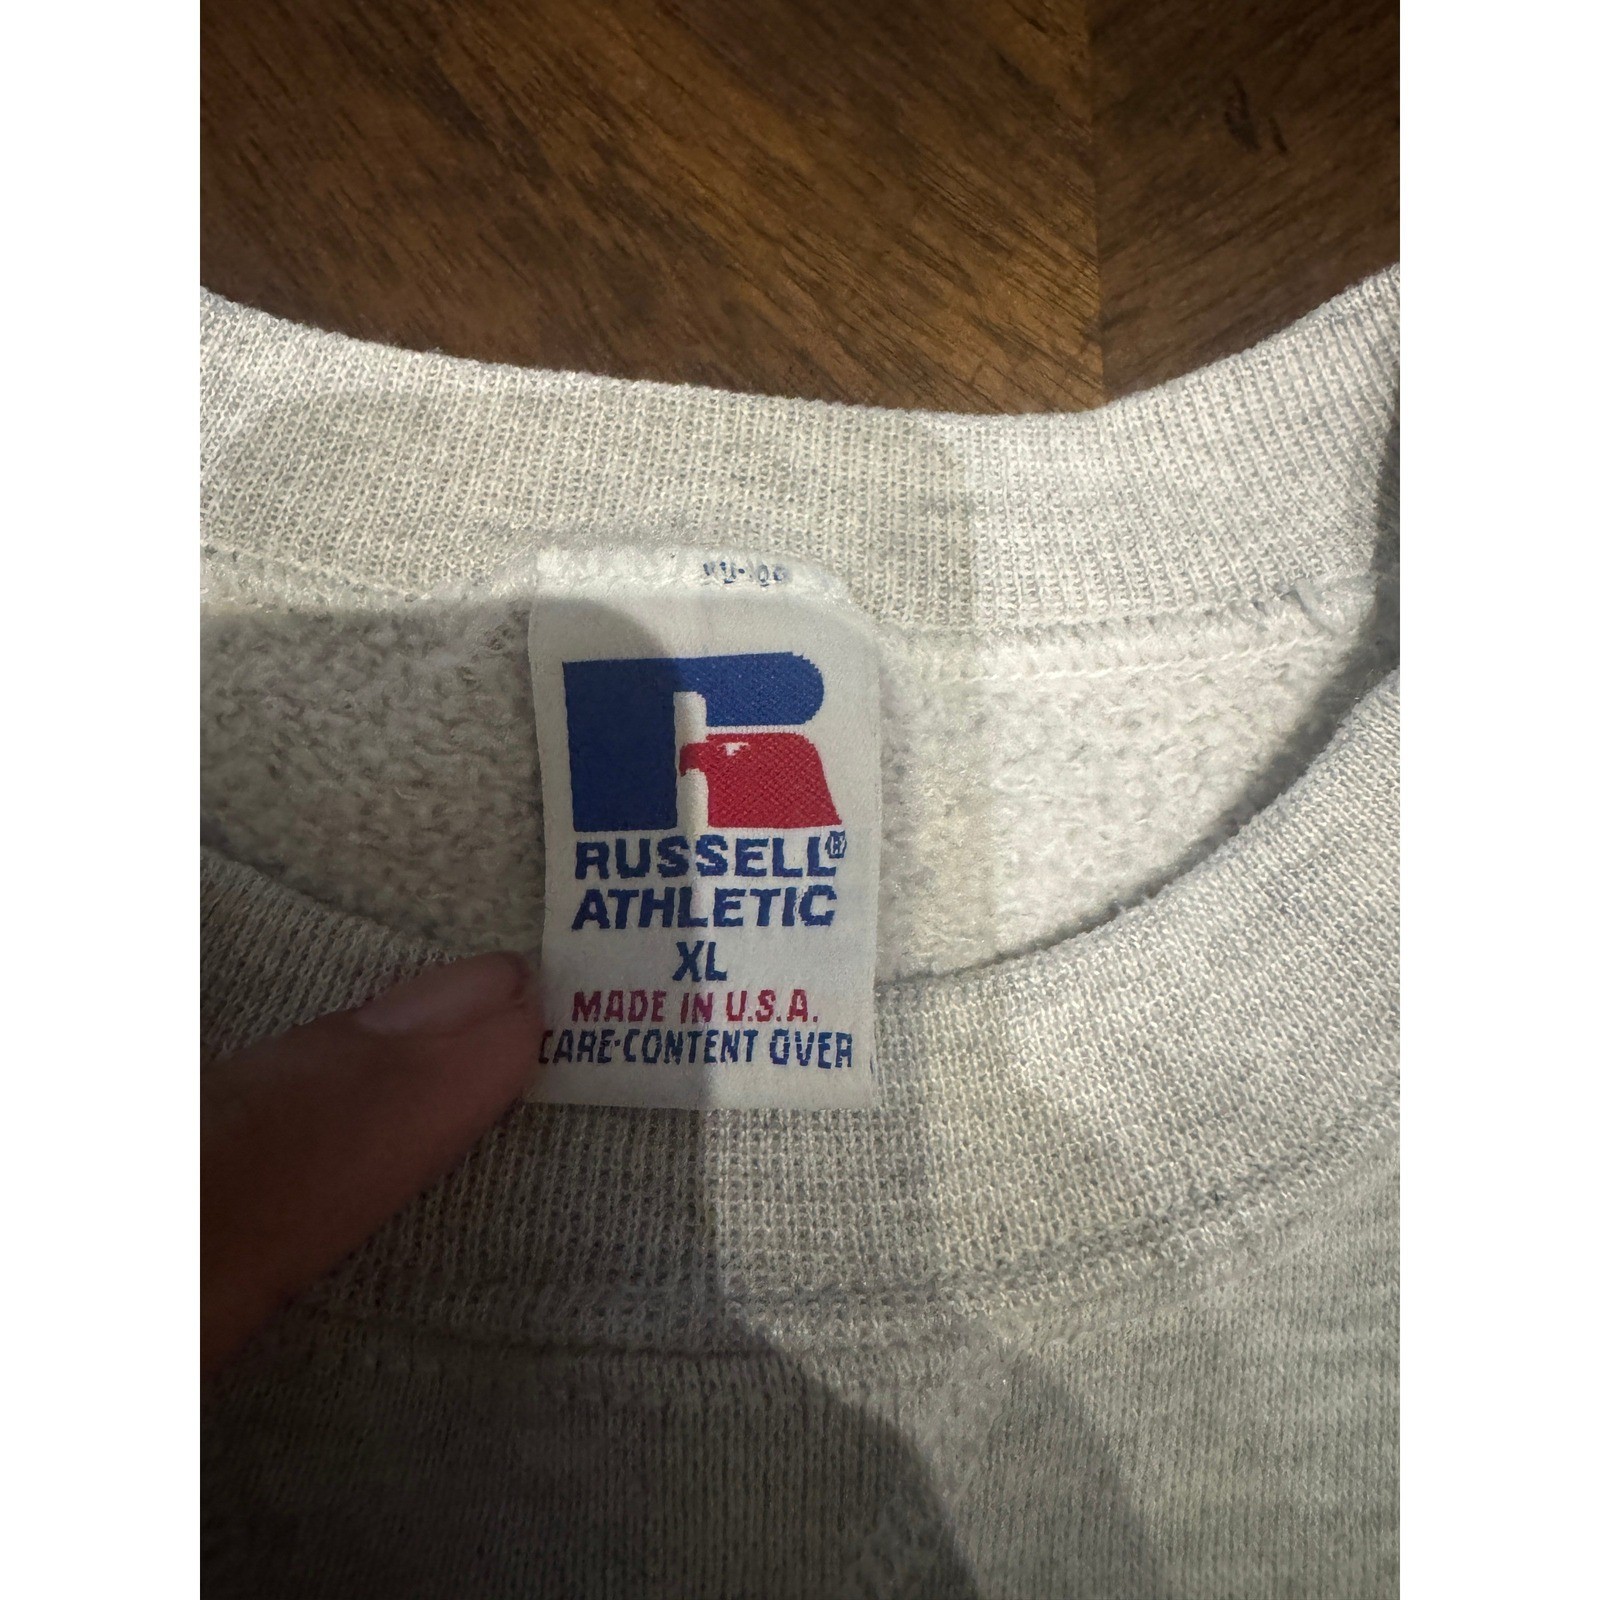 RUSSELL®
ATHLETIC
XL
MADE IN U.S.A.
CARE-CONTENT OVER